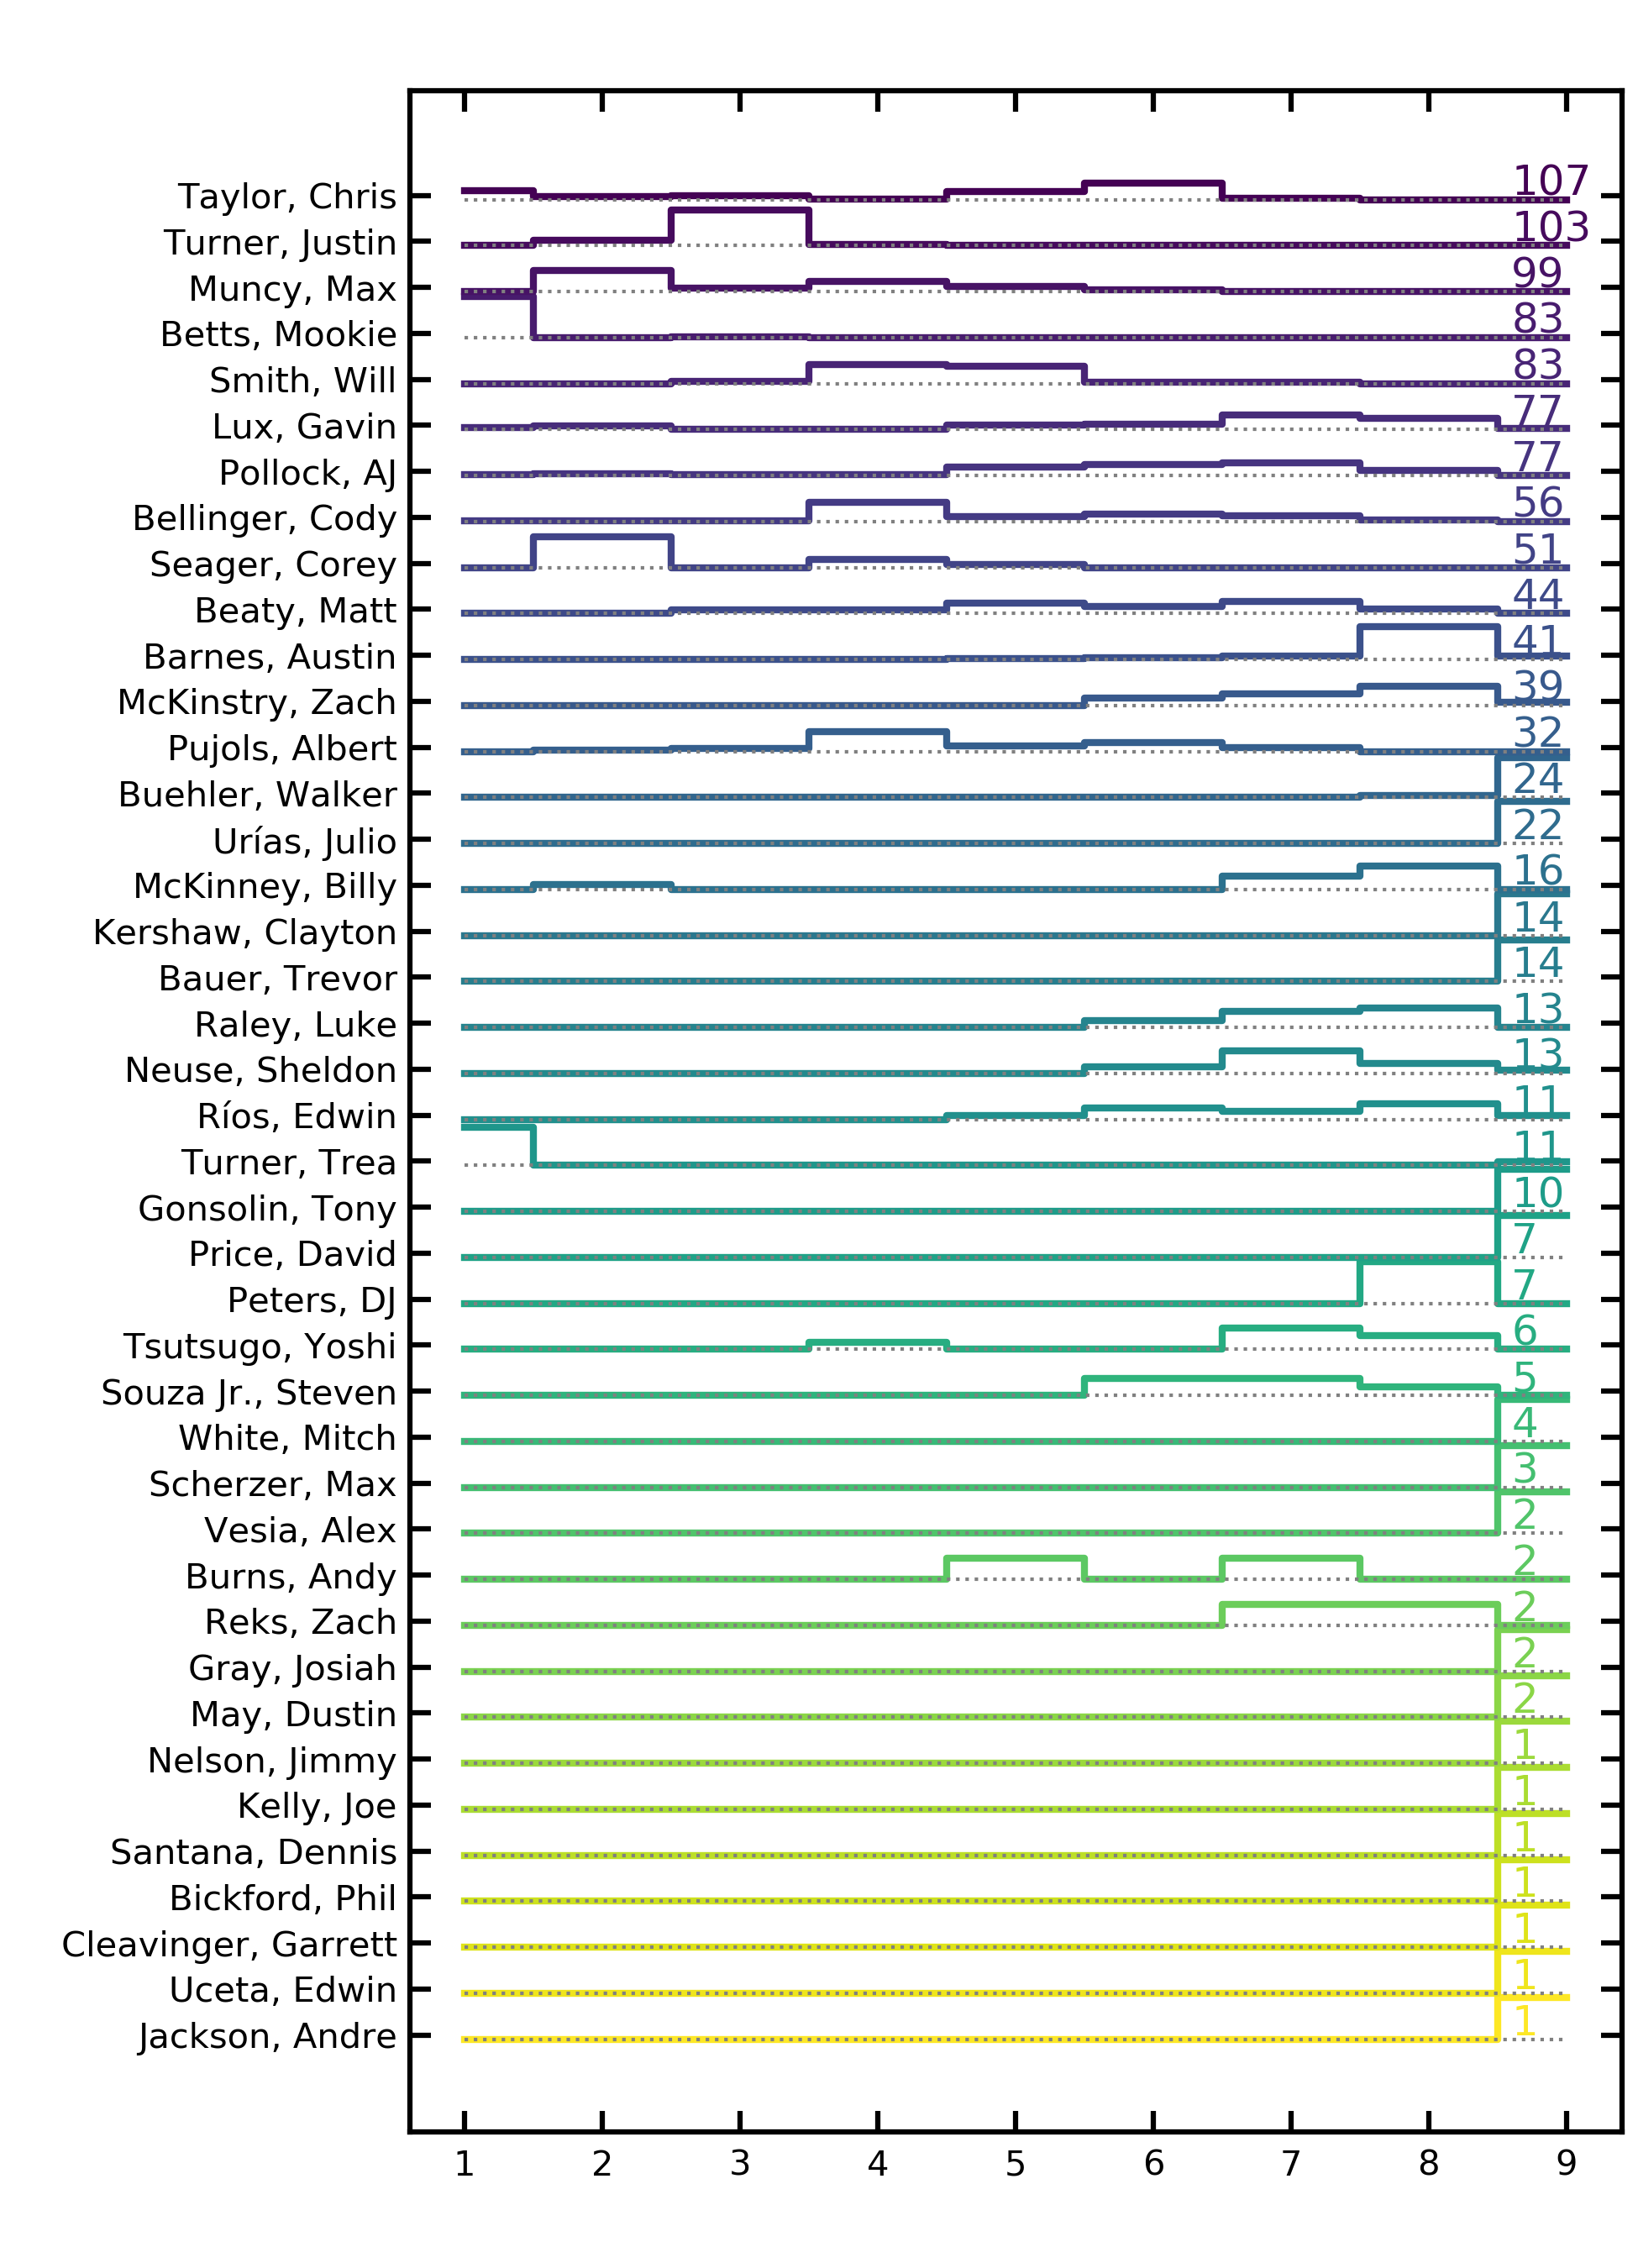 Taylor, Chris 107
Turner, Justin 103
Muncy, Max 99
Betts, Mookie 83
Smith, Will 83
Lux, Gavin 77
Pollock, AJ 77
Bellinger, Cody 56
Seager, Corey 51
Beaty, Matt 44
Barnes, Austin 41
McKinstry, Zach 39
Pujols, Albert 32
Buehler, Walker 24
Urías, Julio 22
McKinney, Billy 16
Kershaw, Clayton 14
Bauer, Trevor 14
Raley, Luke 13
Neuse, Sheldon 13
Ríos, Edwin 11
Turner, Trea 11
Gonsolin, Tony 10
Price, David 7
Peters, DJ 7
Tsutsugo, Yoshi 6
Souza Jr., Steven 5
White, Mitch 4
Scherzer, Max 3
Vesia, Alex 2
Burns, Andy 2
Reks, Zach 2
Gray, Josiah 2
May, Dustin 2
Nelson, Jimmy 1
Kelly, Joe 1
Santana, Dennis 1
Bickford, Phil 1
Cleavinger, Garrett 1
Uceta, Edwin 1
Jackson, Andre 1
1 2 3 4 5 6 7 8 9